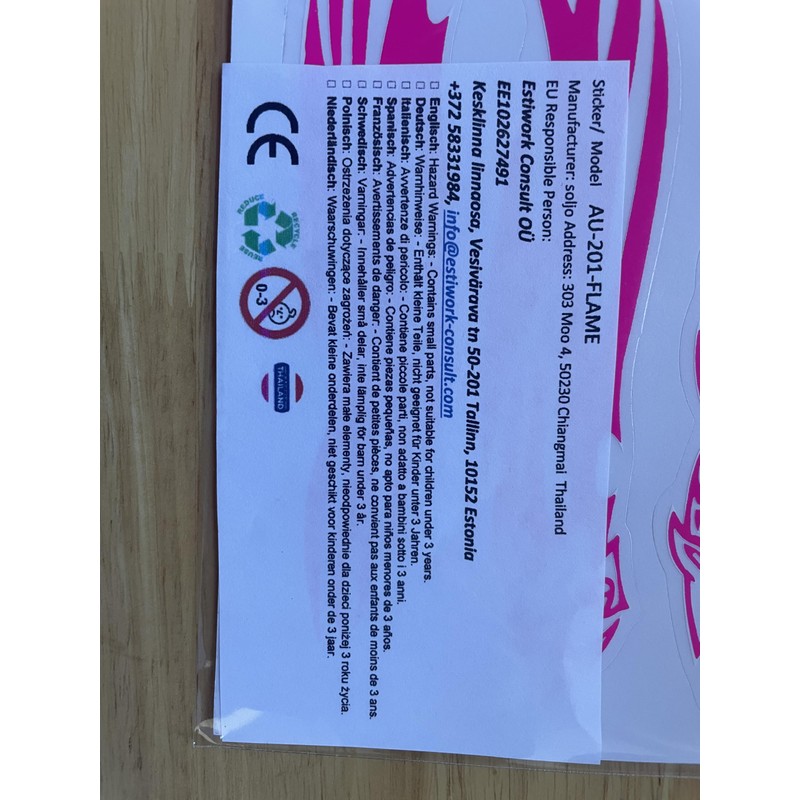 Sticker/ Model AU-201-FLAME
Manufacturer: soljo Address: 303 Moo 4, 50230 Chiangmai Thailand
EU Responsible Person:
Estiwork Consult OÜ
EE102627491
Kesklinna linnaosa, Vesivärava tn 50-201 Tallinn, 10152 Estonia
+372 58331984, info@estiwork-consult.com
□ Englisch: Hazard Warnings: - Contains small parts, not suitable for children under 3 years.
□ Deutsch: Warnhinweise: - Enthält kleine Teile, nicht geeignet für Kinder unter 3 Jahren.
□ Italienisch: Avvertenze di pericolo: - Contiene piccole parti, non adatto a bambini sotto i 3 anni.
□ Spanisch: Advertencias de peligro: - Contiene piezas pequeñas, no apto para niños menores de 3 años.
□ Französisch: Avertissements de danger: - Contient de petites pièces, ne convient pas aux enfants de moins de 3 ans.
□ Schwedisch: Varningar: - Innehåller små delar, inte lämplig för barn under 3 år.
□ Polnisch: Ostrzeżenia dotyczące zagrożeń: - Zawiera małe elementy, nieodpowiednie dla dzieci poniżej 3 roku życia.
□ Niederländisch: Waarschuwingen: - Bevat kleine onderdelen, niet geschikt voor kinderen onder de 3 jaar.
CE
REDUCE
RECYCLE
REUSE
0-3
THAILAND